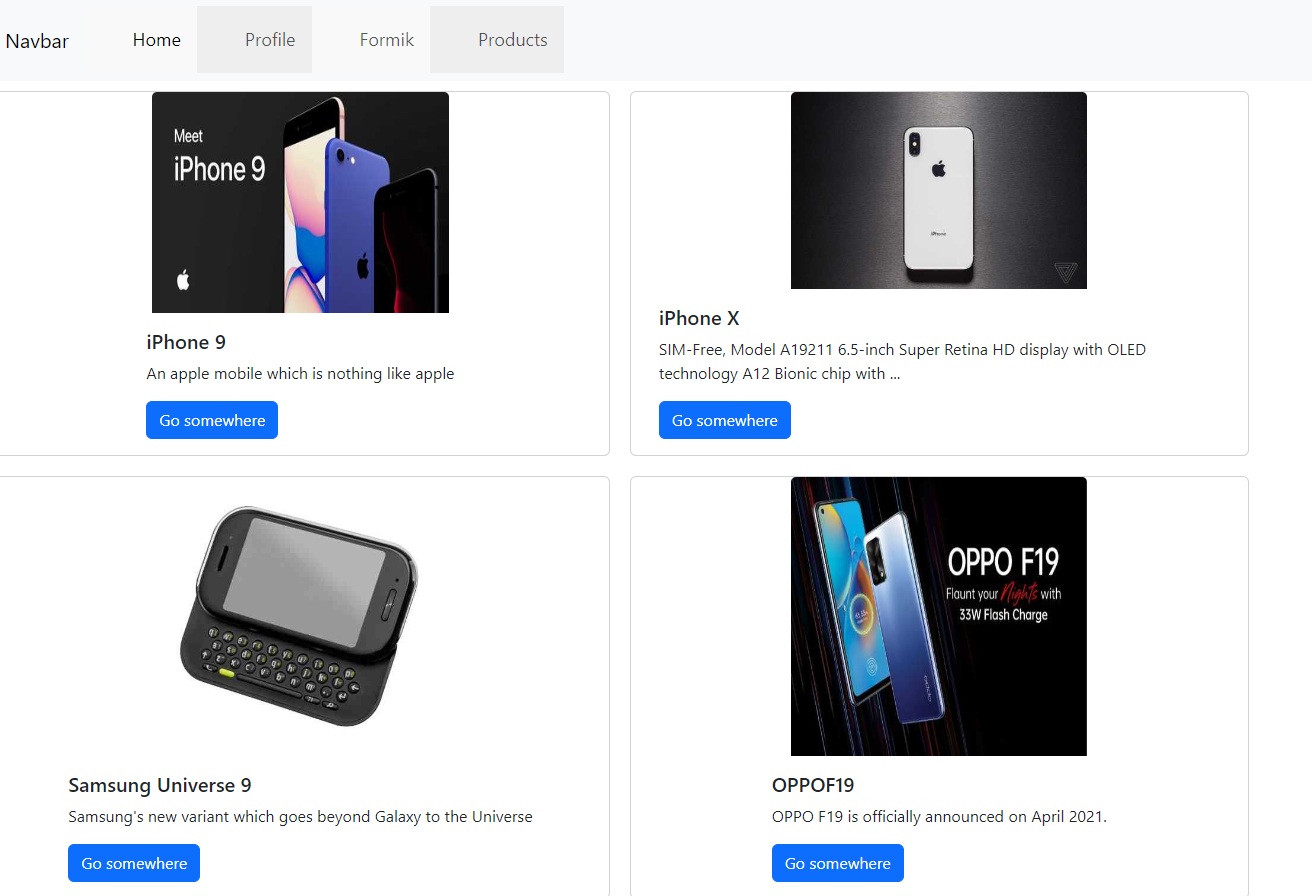 Navbar Home Profile Formik Products
Meet
iPhone 9
iPhone 9
An apple mobile which is nothing like apple
Go somewhere
iPhone
iPhone X
SIM-Free, Model A19211 6.5-inch Super Retina HD display with OLED
technology A12 Bionic chip with ...
Go somewhere
Samsung Universe 9
Samsung's new variant which goes beyond Galaxy to the Universe
Go somewhere
OPPO F19
Flaunt your Nights with
33W Flash Charge
oppo
OPPOF19
OPPO F19 is officially announced on April 2021.
Go somewhere